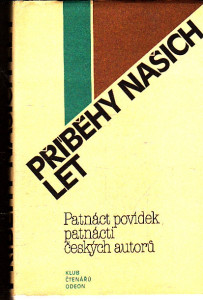 PŘÍBĚHY NAŠICH
LET
Patnáct povídek
patnácti
českých autorů
KLUB
ČTENÁŘŮ
ODEON